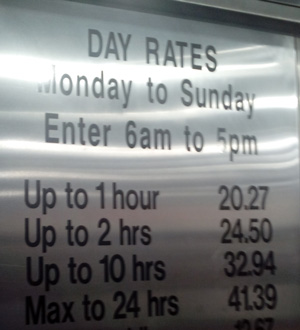 DAY RATES
Monday to Sunday
Enter 6am to 5pm
Up to 1 hour 20.27
Up to 2 hrs 24.50
Up to 10 hrs 32.94
Max to 24 hrs 41.39